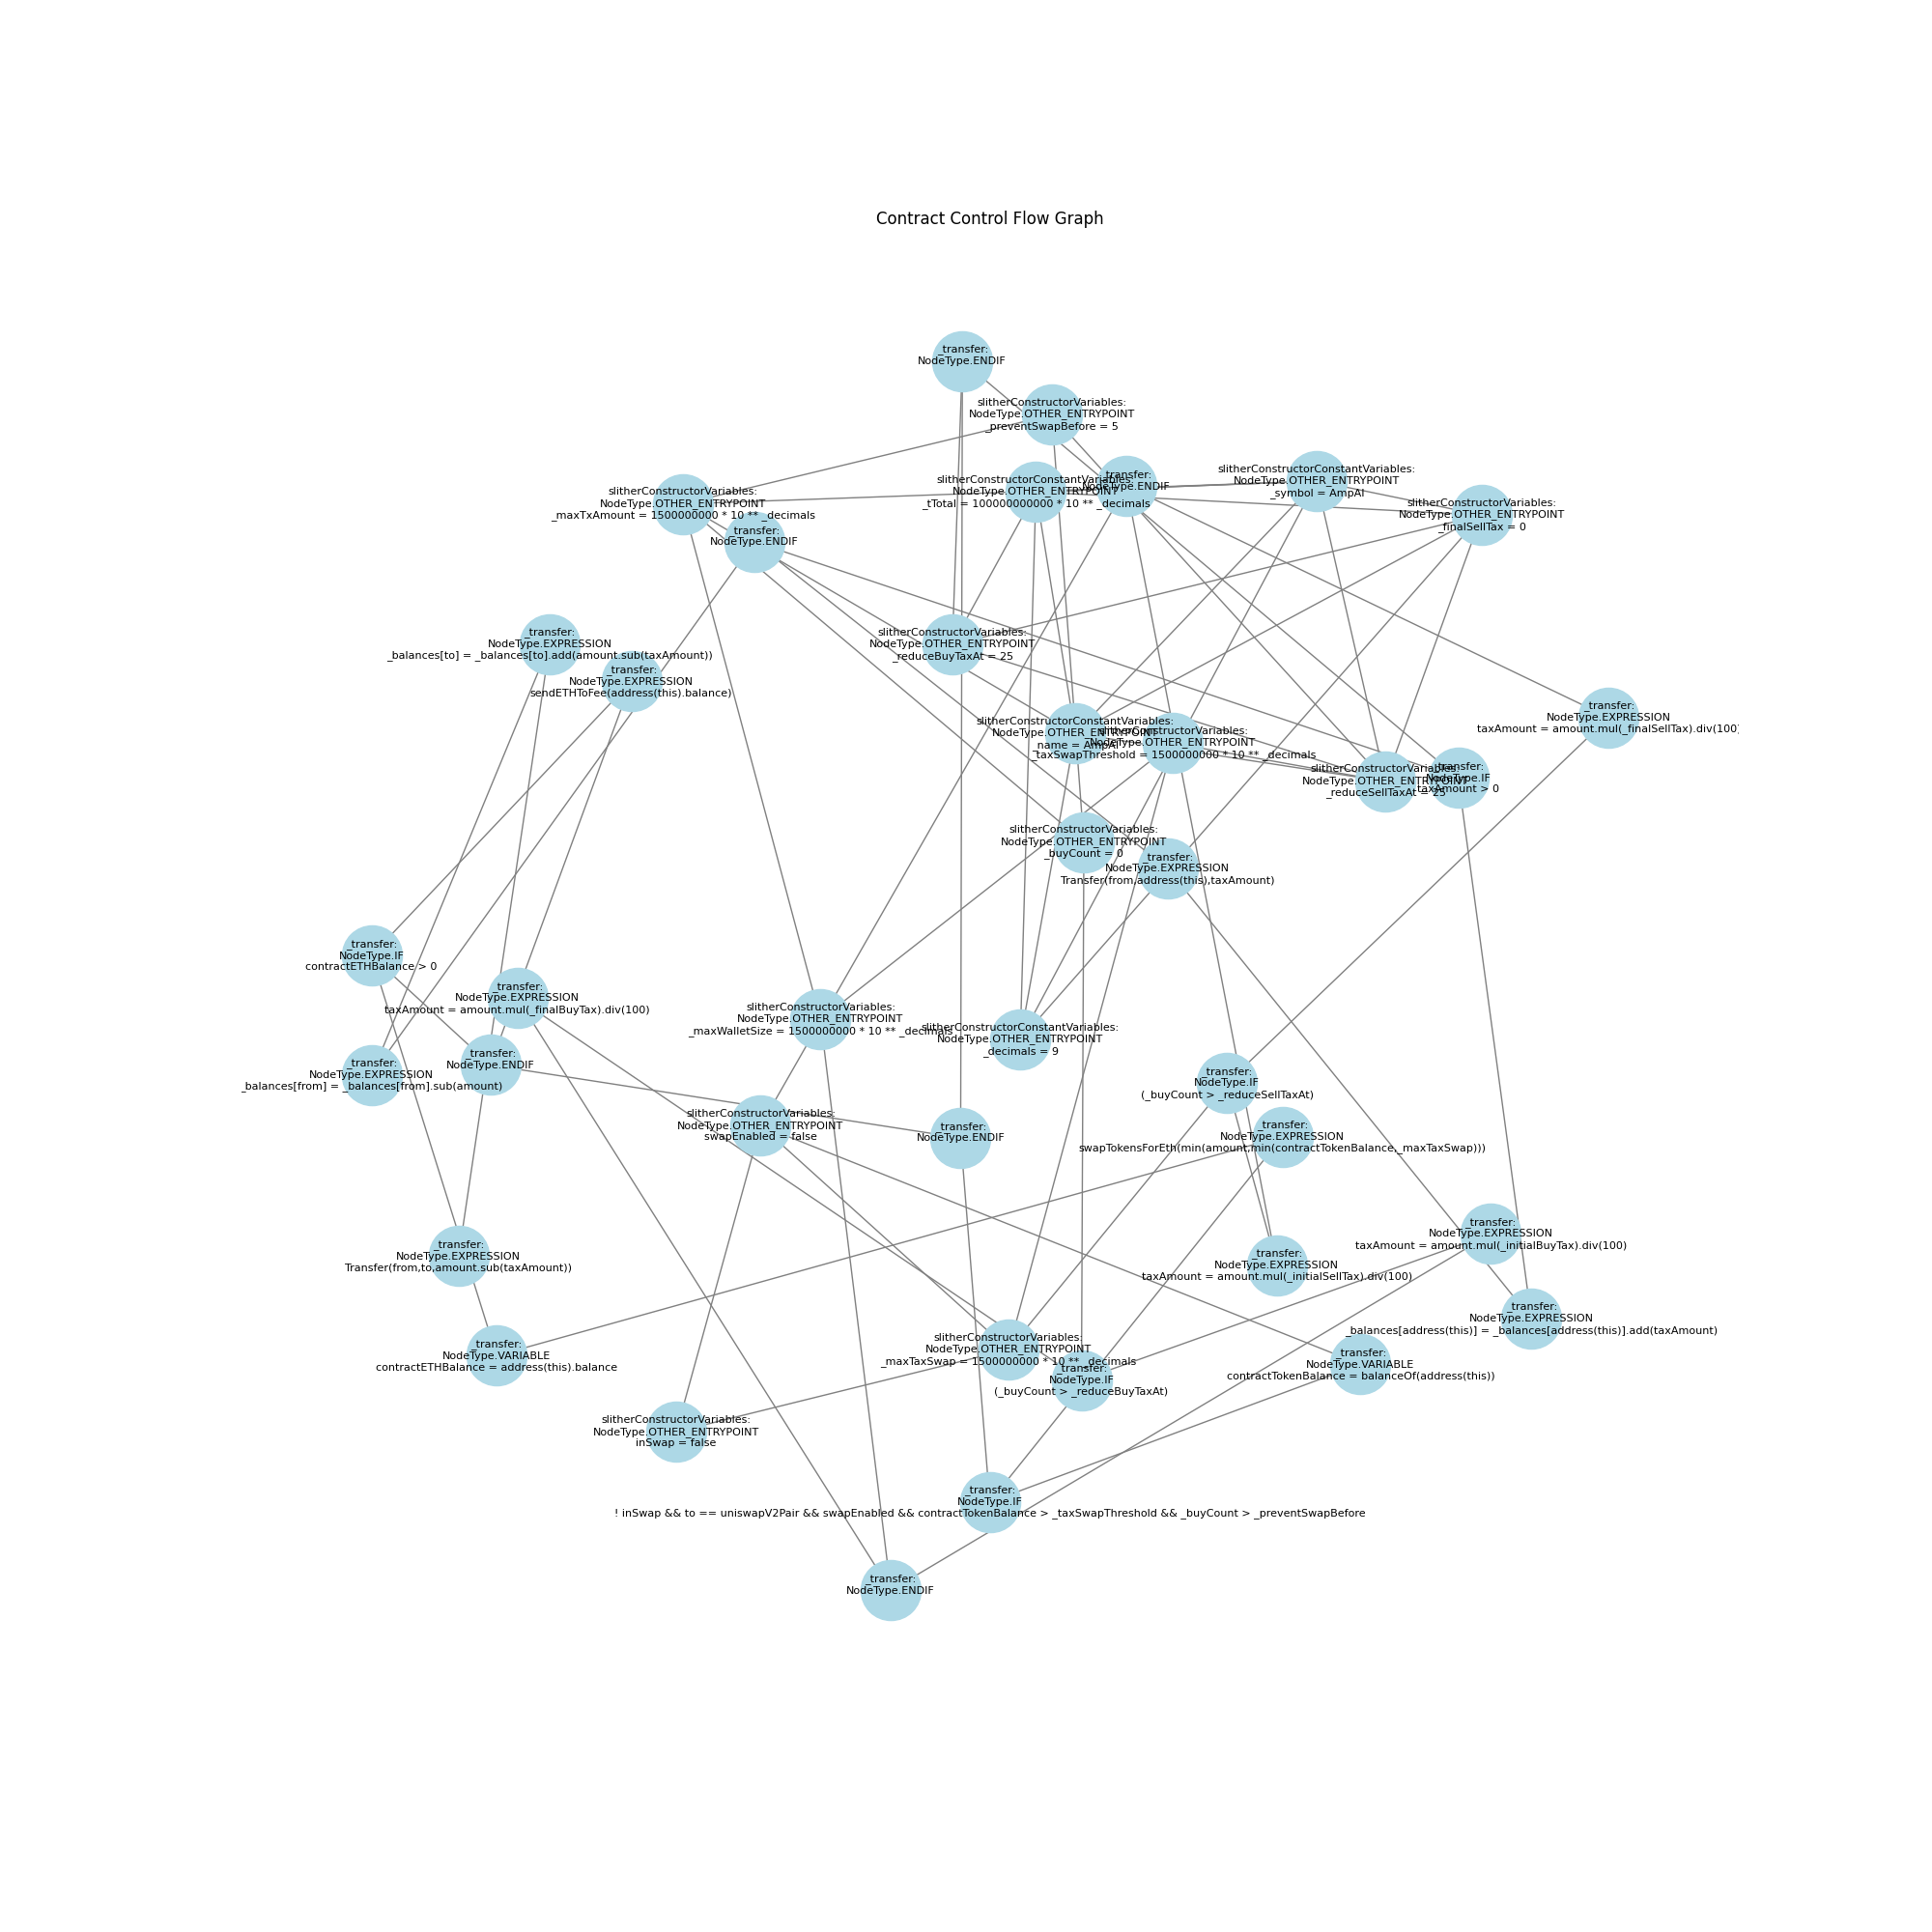 Contract Control Flow Graph
_transfer:
NodeType.ENDIF
slitherConstructorVariables:
NodeType.OTHER_ENTRYPOINT
_preventSwapBefore = 5
slitherConstructorConstantVariables:
NodeType.OTHER_ENTRYPOINT
_tTotal = 100000000000 * 10 ** _decimals
_transfer:
NodeType.ENDIF
slitherConstructorConstantVariables:
NodeType.OTHER_ENTRYPOINT
_symbol = AmpAI
slitherConstructorVariables:
NodeType.OTHER_ENTRYPOINT
_maxTxAmount = 1500000000 * 10 ** _decimals
slitherConstructorVariables:
NodeType.OTHER_ENTRYPOINT
_finalSellTax = 0
_transfer:
NodeType.ENDIF
_transfer:
NodeType.EXPRESSION
_balances[to] = _balances[to].add(amount.sub(taxAmount))
slitherConstructorVariables:
NodeType.OTHER_ENTRYPOINT
_reduceBuyTaxAt = 25
_transfer:
NodeType.EXPRESSION
sendETHToFee(address(this).balance)
_transfer:
NodeType.EXPRESSION
taxAmount = amount.mul(_finalSellTax).div(100)
slitherConstructorConstantVariables:
NodeType.OTHER_ENTRYPOINT
_name = AmpAI
slitherConstructorVariables:
NodeType.OTHER_ENTRYPOINT
_taxSwapThreshold = 1500000000 * 10 ** _decimals
slitherConstructorVariables:
NodeType.OTHER_ENTRYPOINT
_reduceSellTaxAt = 25
_transfer:
NodeType.IF
taxAmount > 0
slitherConstructorVariables:
NodeType.OTHER_ENTRYPOINT
_buyCount = 0
_transfer:
NodeType.EXPRESSION
Transfer(from,address(this),taxAmount)
_transfer:
NodeType.IF
contractETHBalance > 0
_transfer:
NodeType.EXPRESSION
taxAmount = amount.mul(_finalBuyTax).div(100)
slitherConstructorVariables:
NodeType.OTHER_ENTRYPOINT
_maxWalletSize = 1500000000 * 10 ** _decimals
slitherConstructorConstantVariables:
NodeType.OTHER_ENTRYPOINT
_decimals = 9
_transfer:
NodeType.ENDIF
_transfer:
NodeType.EXPRESSION
_balances[from] = _balances[from].sub(amount)
_transfer:
NodeType.IF
(_buyCount > _reduceSellTaxAt)
slitherConstructorVariables:
NodeType.OTHER_ENTRYPOINT
swapEnabled = false
_transfer:
NodeType.ENDIF
_transfer:
NodeType.EXPRESSION
swapTokensForEth(min(amount,min(contractTokenBalance,_maxTaxSwap)))
_transfer:
NodeType.EXPRESSION
taxAmount = amount.mul(_initialBuyTax).div(100)
_transfer:
NodeType.EXPRESSION
Transfer(from,to,amount.sub(taxAmount))
_transfer:
NodeType.EXPRESSION
taxAmount = amount.mul(_initialSellTax).div(100)
_transfer:
NodeType.EXPRESSION
_balances[address(this)] = _balances[address(this)].add(taxAmount)
_transfer:
NodeType.VARIABLE
contractETHBalance = address(this).balance
slitherConstructorVariables:
NodeType.OTHER_ENTRYPOINT
_maxTaxSwap = 1500000000 * 10 ** _decimals
_transfer:
NodeType.VARIABLE
contractTokenBalance = balanceOf(address(this))
_transfer:
NodeType.IF
(_buyCount > _reduceBuyTaxAt)
slitherConstructorVariables:
NodeType.OTHER_ENTRYPOINT
inSwap = false
_transfer:
NodeType.IF
! inSwap && to == uniswapV2Pair && swapEnabled && contractTokenBalance > _taxSwapThreshold && _buyCount > _preventSwapBefore
_transfer:
NodeType.ENDIF